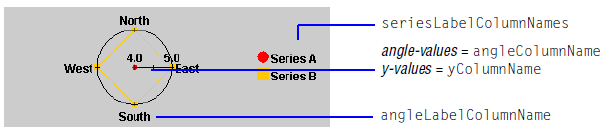 North
seriesLabelColumnNames
4.0 5.0
Series A
angle-values = angleColumnName
West
East
Series B
y-values = yColumnName
South
angleLabelColumnName